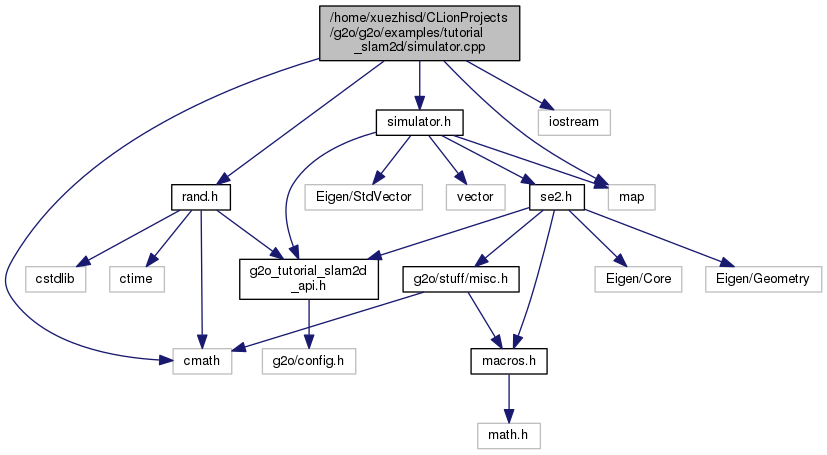 /home/xuezhisd/CLionProjects
/g2o/g2o/examples/tutorial
_slam2d/simulator.cpp
simulator.h
iostream
rand.h
Eigen/StdVector
vector
se2.h
map
cstdlib
ctime
g2o_tutorial_slam2d
_api.h
g2o/stuff/misc.h
Eigen/Core
Eigen/Geometry
cmath
g2o/config.h
macros.h
math.h